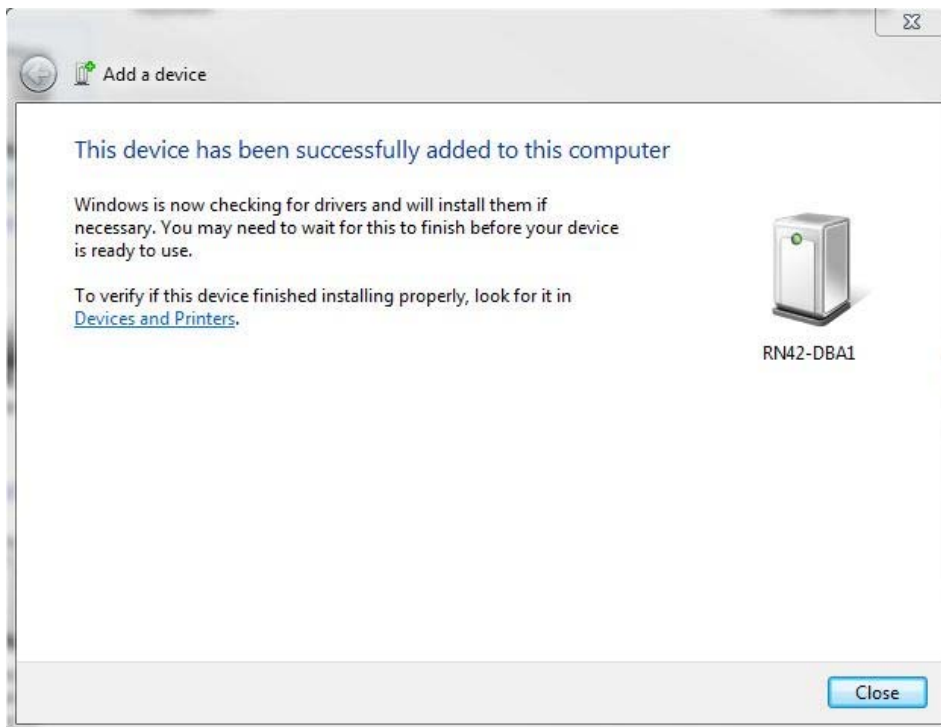 Add a device
This device has been successfully added to this computer
Windows is now checking for drivers and will install them if
necessary. You may need to wait for this to finish before your device
is ready to use.
To verify if this device finished installing properly, look for it in
Devices and Printers.
RN42-DBA1
Close